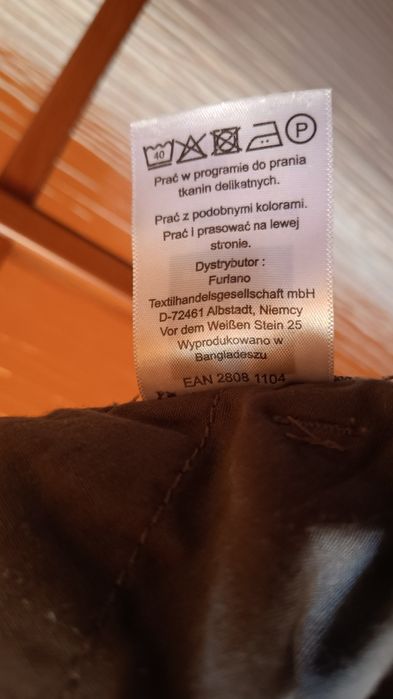 40 P
Prać w programie do prania
tkanin delikatnych.
Prać z podobnymi kolorami.
Prać i prasować na lewej
stronie.
Dystrybutor :
Furlano
Textilhandelsgesellschaft mbH
D-72461 Albstadt, Niemcy
Vor dem Weißen Stein 25
Wyprodukowano w
Bangladeszu
EAN 2808 1104